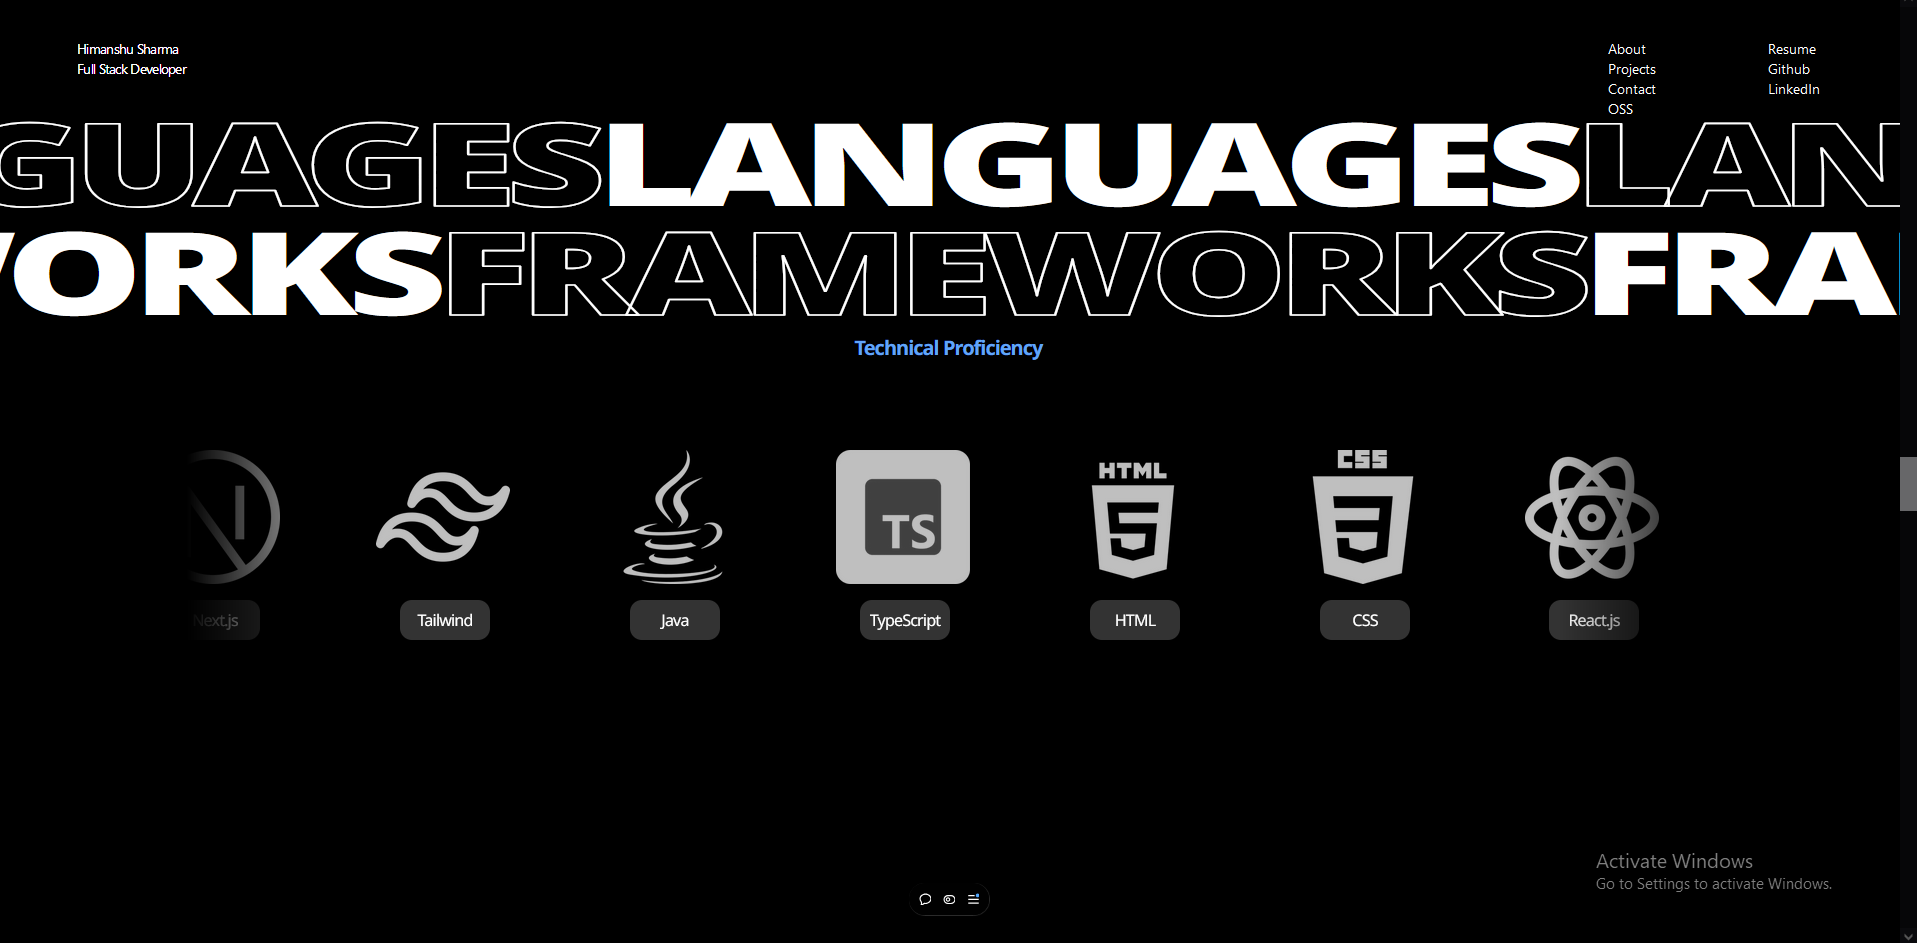 Himanshu Sharma
Full Stack Developer
About
Projects
Contact
OSS
Resume
Github
LinkedIn
GUAGESLANGUAGESLAN
WORKSFRAMEWORKSFRA
Technical Proficiency
TS
HTML
CSS
Next.js
Tailwind
Java
TypeScript
HTML
CSS
React.js
Activate Windows
Go to Settings to activate Windows.